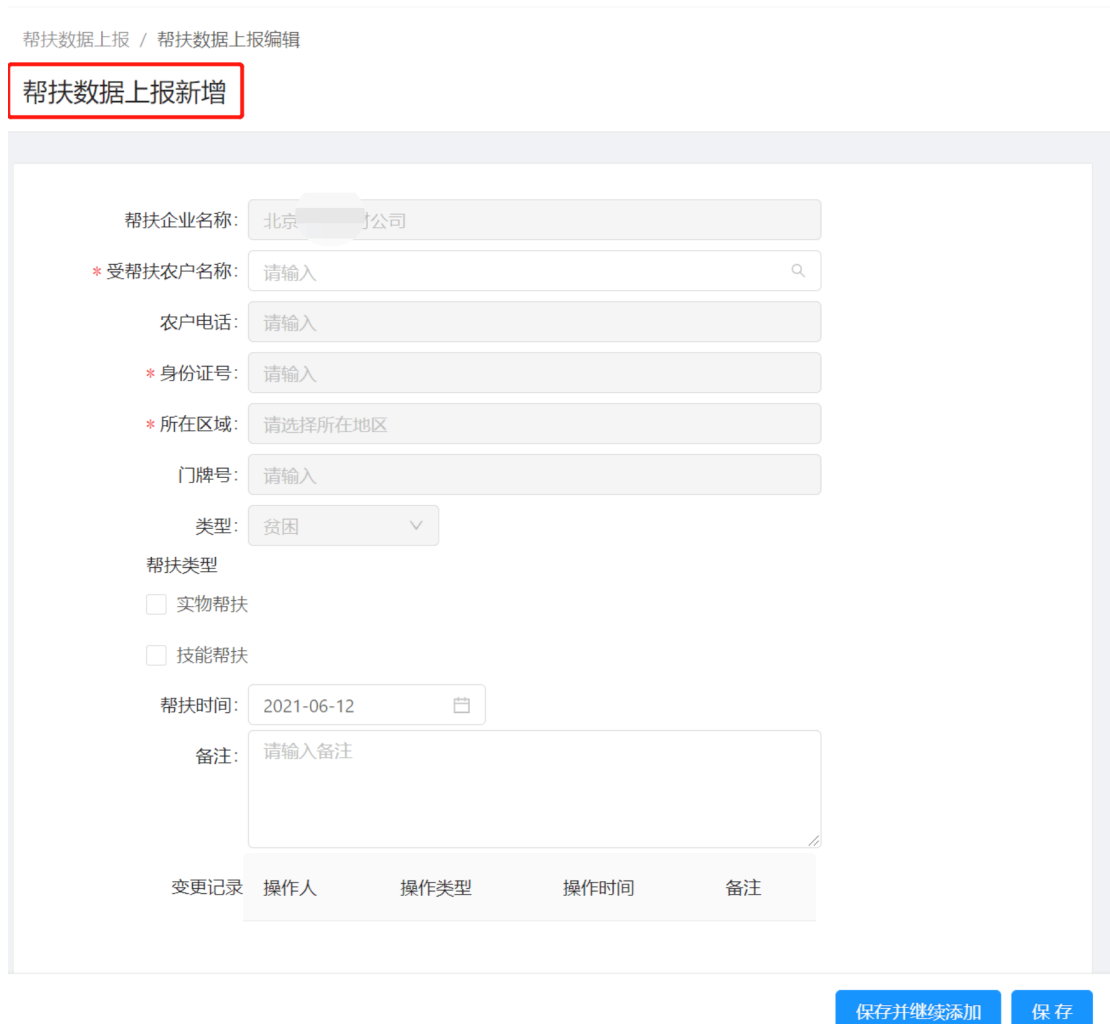 帮扶数据上报 / 帮扶数据上报编辑
帮扶数据上报新增
帮扶企业名称: 北京 公司
* 受帮扶农户名称: 请输入
农户电话: 请输入
* 身份证号: 请输入
* 所在区域: 请选择所在地区
门牌号: 请输入
类型: 贫困
帮扶类型
实物帮扶
技能帮扶
帮扶时间: 2021-06-12
备注: 请输入备注
变更记录 操作人 操作类型 操作时间 备注
保存并继续添加 保 存